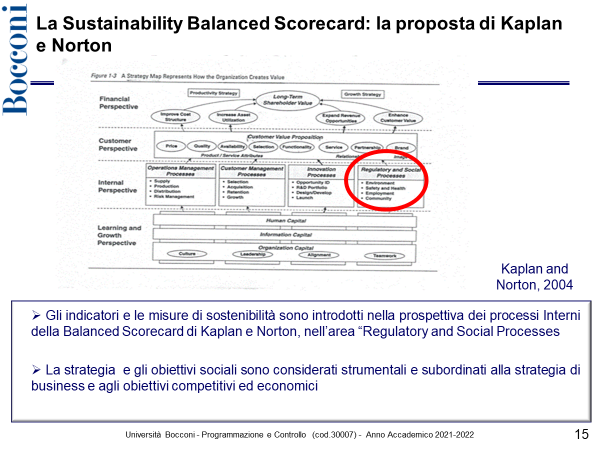 Bocconi
La Sustainability Balanced Scorecard: la proposta di Kaplan
e Norton
Figure 1-3 A Strategy Map Represents How the Organization Creates Value
Productivity Strategy
Growth Strategy
Financial
Perspective
Long-Term
Shareholder Value
Improve Cost
Structure
Increase Asset
Utilization
Expand Revenue
Opportunities
Enhance
Customer Value
Customer
Perspective
Customer Value Proposition
Price Quality Availability Selection Functionality Service Partnership Brand
Product / Service Attributes
Internal
Perspective
Operations Management
Processes
• Supply
• Production
• Distribution
• Risk Management
Customer Management
Processes
• Selection
• Acquisition
• Retention
• Growth
Innovation
Processes
• Opportunity ID
• R&D Portfolio
• Design/Develop
• Launch
Regulatory and Social
Processes
• Environment
• Safety and Health
• Employment
• Community
Learning and
Growth
Perspective
Human Capital
Information Capital
Organization Capital
Culture Leadership Alignment Teamwork
Kaplan and
Norton, 2004
➢ Gli indicatori e le misure di sostenibilità sono introdotti nella prospettiva dei processi Interni
della Balanced Scorecard di Kaplan e Norton, nell’area “Regulatory and Social Processes
➢ La strategia e gli obiettivi sociali sono considerati strumentali e subordinati alla strategia di
business e agli obiettivi competitivi ed economici
Università Bocconi - Programmazione e Controllo (cod.30007) - Anno Accademico 2021-2022
15